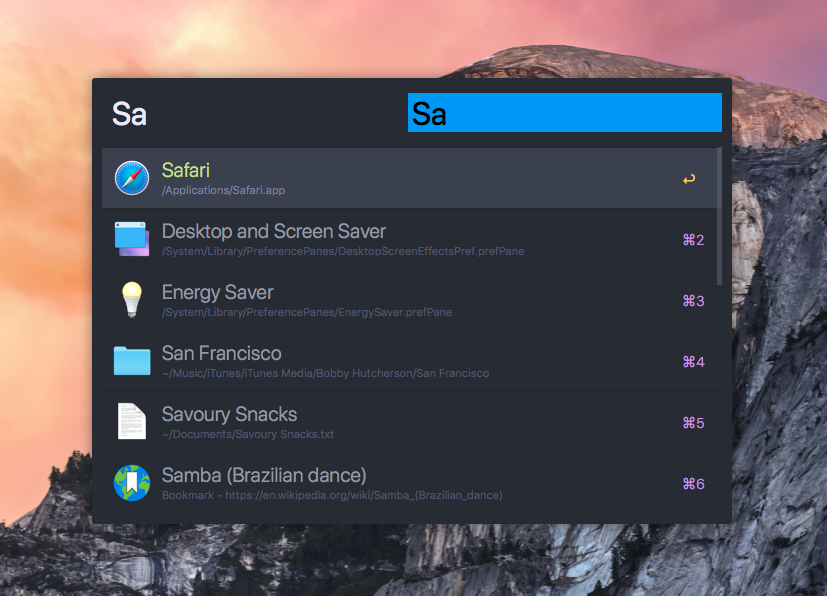 Sa Sa
Safari
/Applications/Safari.app
↩
Desktop and Screen Saver
/System/Library/PreferencePanes/DesktopScreenEffectsPref.prefPane
⌘2
Energy Saver
/System/Library/PreferencePanes/EnergySaver.prefPane
⌘3
San Francisco
~/Music/iTunes/iTunes Media/Bobby Hutcherson/San Francisco
⌘4
Savoury Snacks
~/Documents/Savoury Snacks.txt
⌘5
Samba (Brazilian dance)
Bookmark - https://en.wikipedia.org/wiki/Samba_(Brazilian_dance)
⌘6